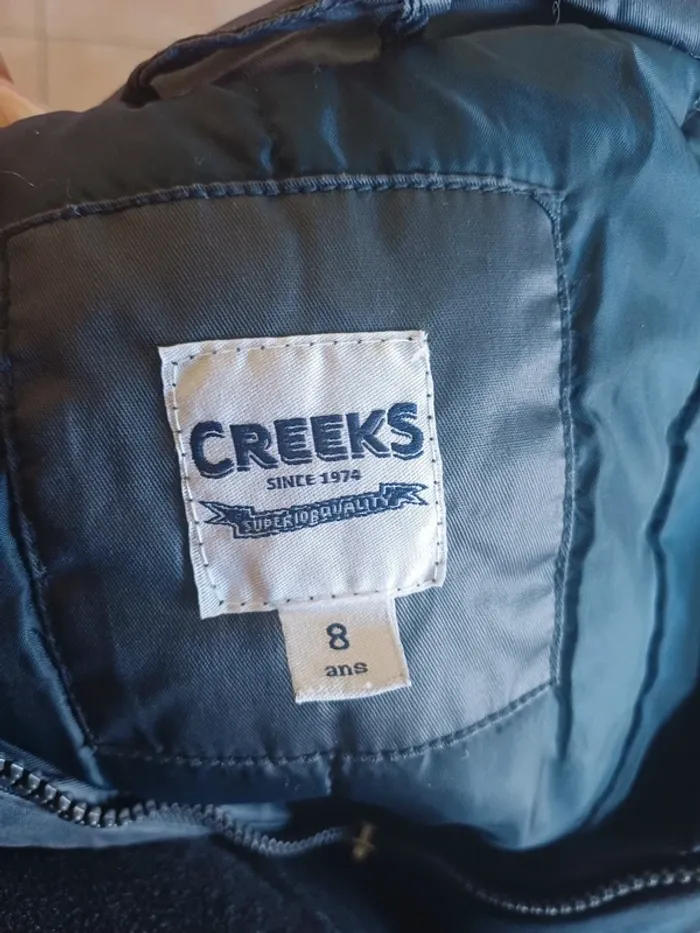 CREEKS
SINCE 1974
SUPERIOR QUALITY
8
ans